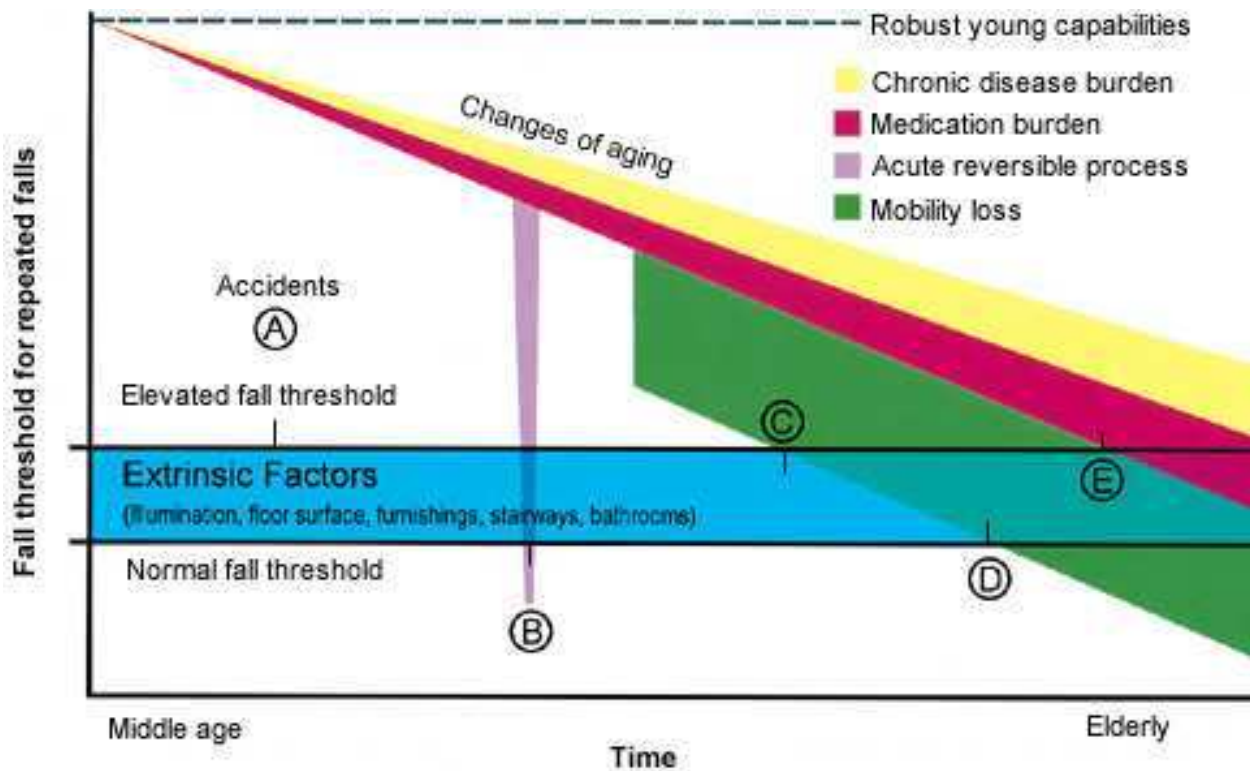 Robust young capabilities
Chronic disease burden
Medication burden
Acute reversible process
Mobility loss
Changes of aging
Fall threshold for repeated falls
Accidents
A
Elevated fall threshold
C
Extrinsic Factors
E
(Illumination, floor surface, furnishings, stairways, bathrooms)
Normal fall threshold
D
B
Middle age
Elderly
Time